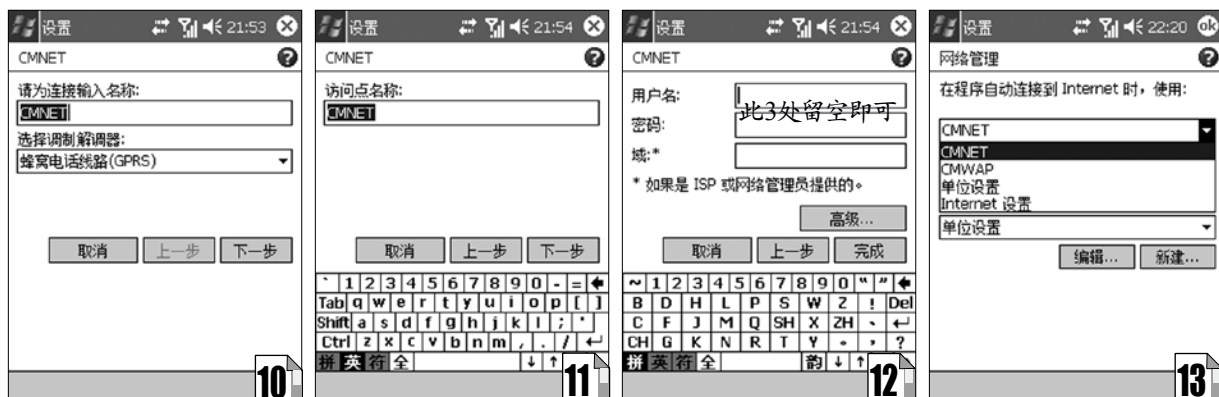 设置 21:53
CMNET
请为连接输入名称:
CMNET
选择调制解调器:
蜂窝电话线路(GPRS)
取消 上一步 下一步
10
设置 21:54
CMNET
访问点名称:
CMNET
取消 上一步 下一步
` 1 2 3 4 5 6 7 8 9 0 - =
Tab q w e r t y u i o p [ ]
Shift a s d f g h j k l ; '
Ctrl z x c v b n m , . /
拼 英 符 全 ↓ ↑
11
设置 21:54
CMNET
用户名:
此3处留空即可
密码:
域:*
* 如果是 ISP 或网络管理员提供的。
高级...
取消 上一步 完成
~ 1 2 3 4 5 6 7 8 9 0 “ ”
B D H L P S W Z ! Del
C F J M Q SH X ZH 、
CH G K N R T Y 。 , ?
拼 英 符 全 韵 ↓ ↑
12
设置 22:20 ok
网络管理
在程序自动连接到 Internet 时，使用:
CMNET
CMNET
CMWAP
单位设置
Internet 设置
单位设置
编辑... 新建...
13